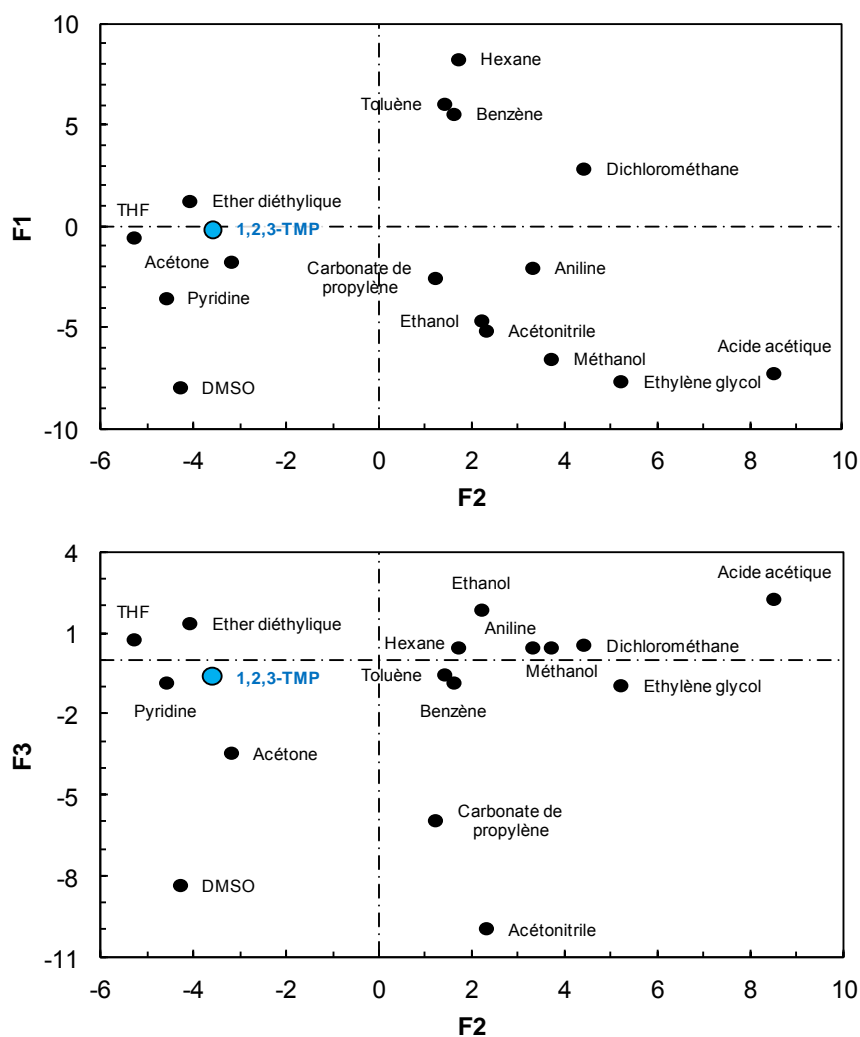 10
Hexane
Toluène
Benzène
5
Dichlorométhane
Ether diéthylique
THF
1,2,3-TMP
0
F1
Acétone
Carbonate de
propylène
Aniline
Pyridine
Ethanol
Acétonitrile
-5
Méthanol
Acide acétique
DMSO
Ethylène glycol
-10
-6 -4 -2 0 2 4 6 8 10
F2
4
Ethanol
Acide acétique
THF
Ether diéthylique
Aniline
1
Hexane
Dichlorométhane
1,2,3-TMP
Toluène
Méthanol
Ethylène glycol
Pyridine
Benzène
-2
F3
Acétone
-5
Carbonate de
propylène
-8
DMSO
Acétonitrile
-11
-6 -4 -2 0 2 4 6 8 10
F2